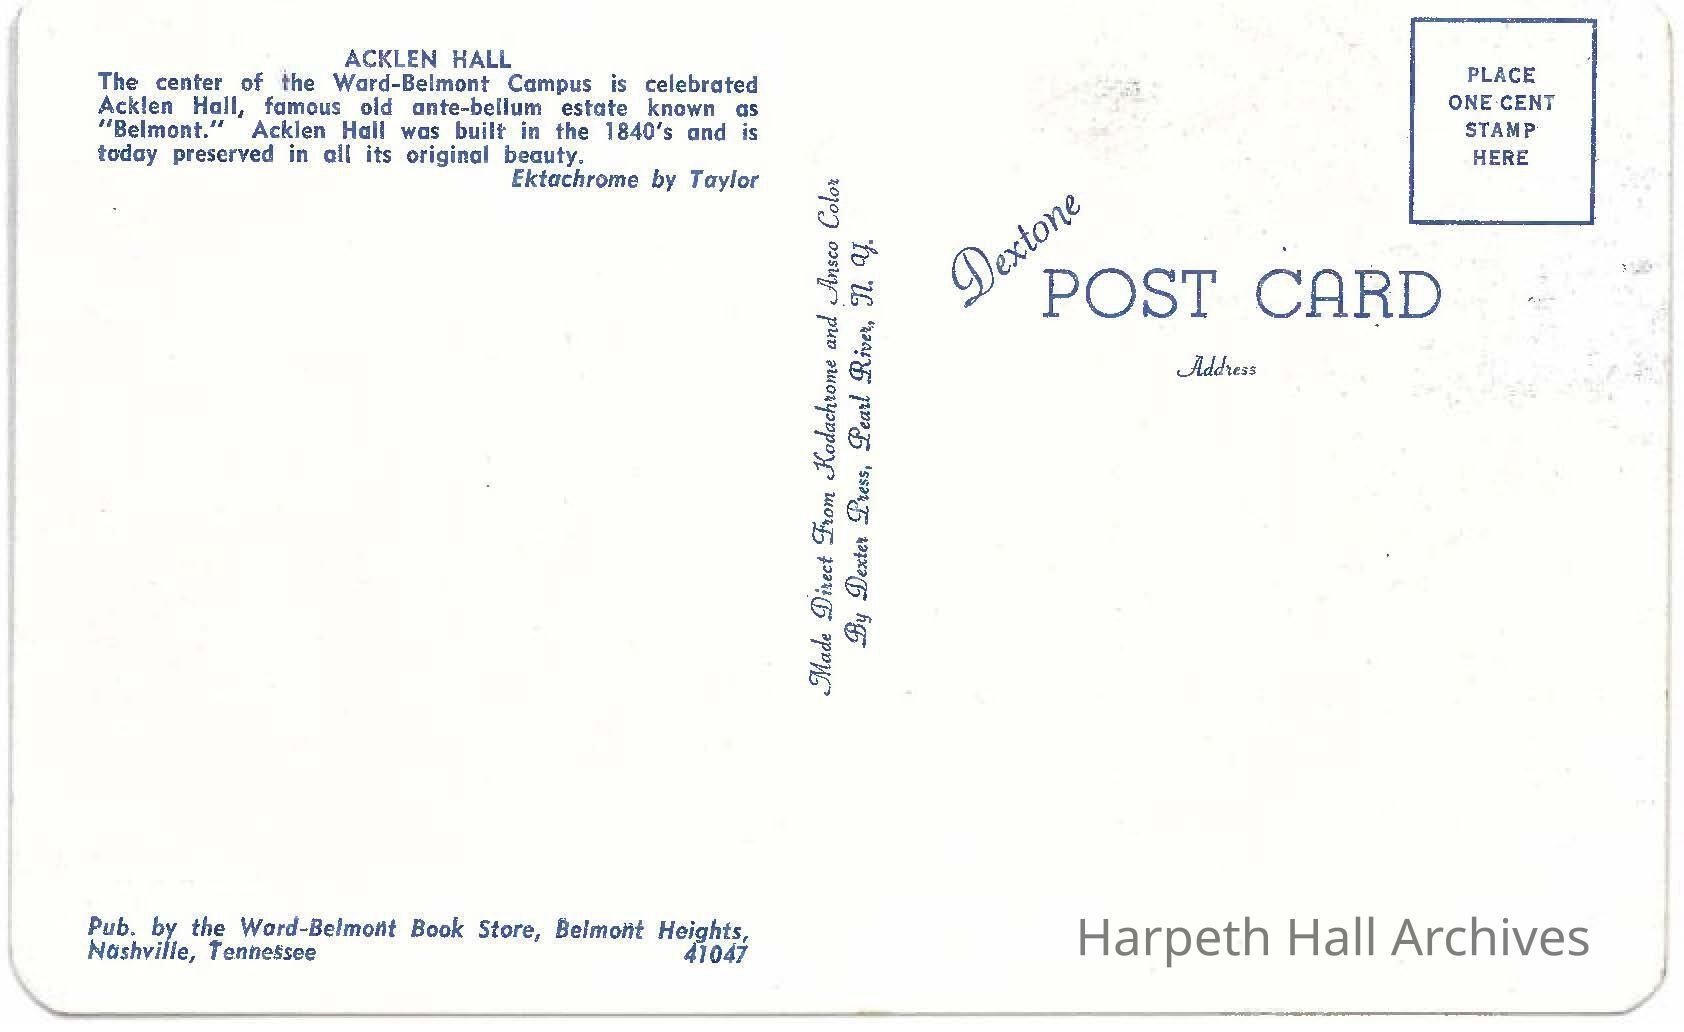 ACKLEN HALL
The center of the Ward-Belmont Campus is celebrated
Acklen Hall, famous old ante-bellum estate known as
"Belmont." Acklen Hall was built in the 1840's and is
today preserved in all its original beauty.
Ektachrome by Taylor
Made Direct From Kodachrome and Ansco Color
By Dexter Press, Pearl River, N. Y.
PLACE
ONE CENT
STAMP
HERE
Dextone
POST CARD
Address
Pub. by the Ward-Belmont Book Store, Belmont Heights,
Nashville, Tennessee 41047
Harpeth Hall Archives